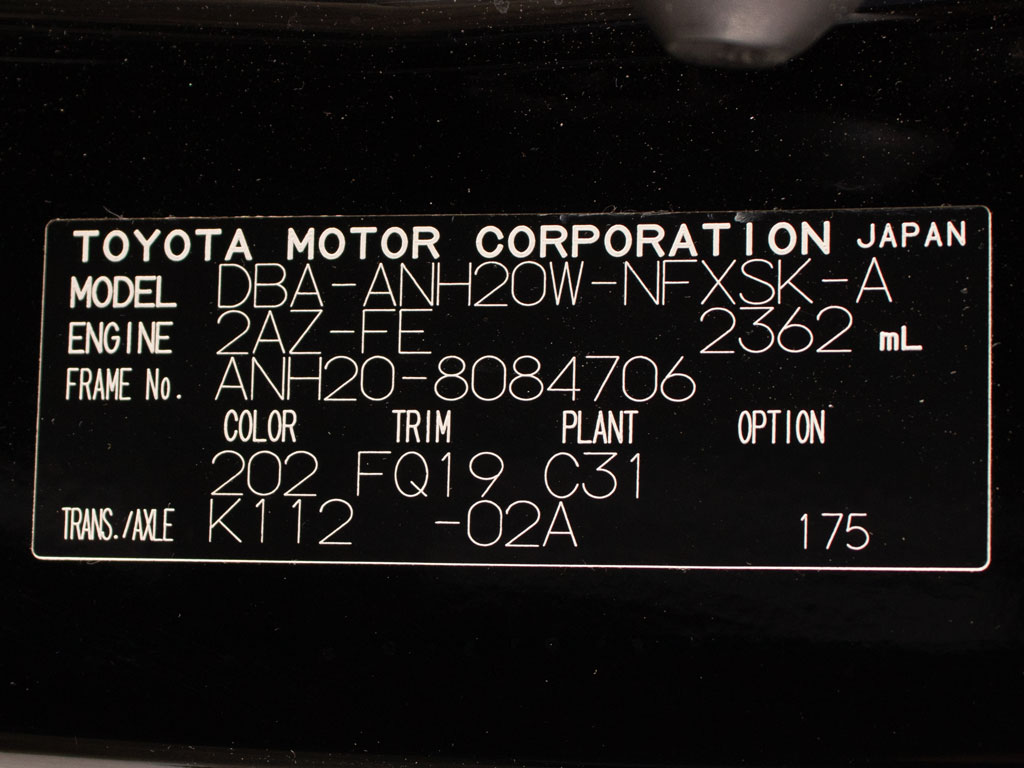 TOYOTA MOTOR CORPORATION JAPAN
MODEL DBA-ANH20W-NFXSK-A
ENGINE 2AZ-FE 2362 mL
FRAME No. ANH20-8084706
COLOR TRIM PLANT OPTION
202 FQ19 C31
TRANS./AXLE K112 -02A 175